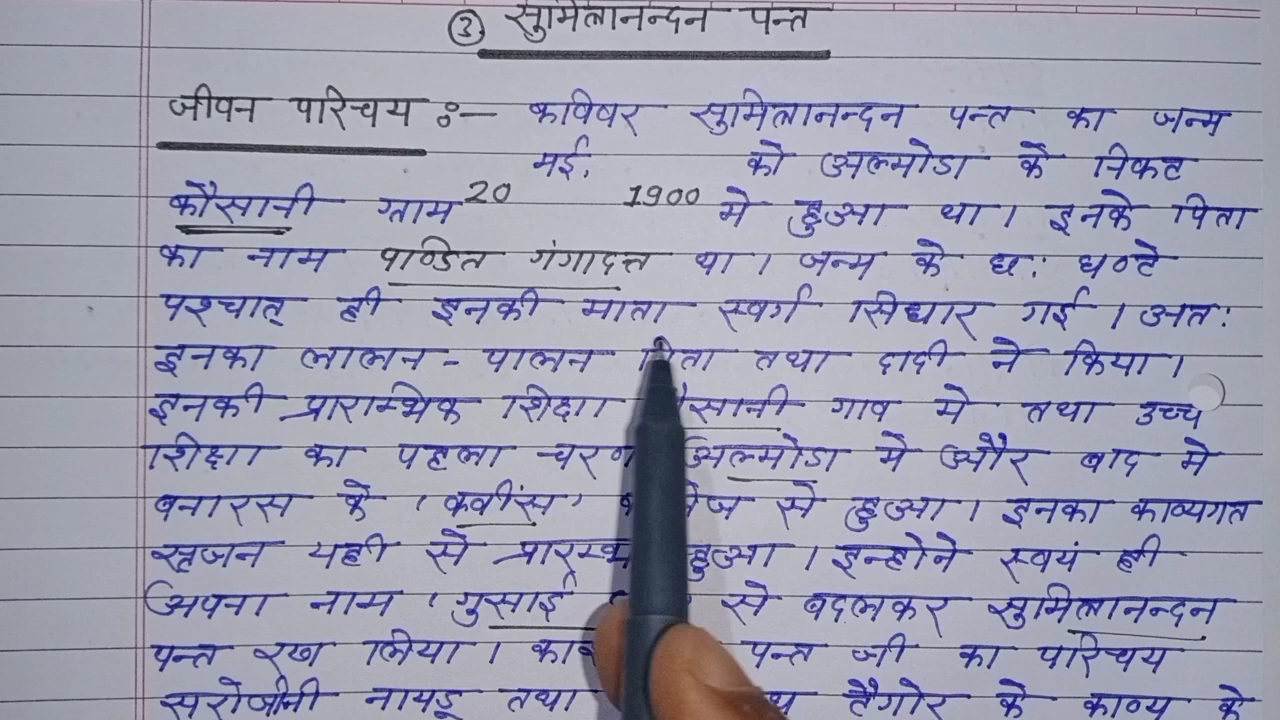 ③ सुमित्रानन्दन पन्त
जीवन परिचय :— कविवर सुमित्रानन्दन पन्त का जन्म
मई. को अल्मोडा के निकट
कौसानी ग्राम 20 1900 मे हुआ था। इनके पिता
का नाम पण्डित गंगादत्त था। जन्म के छः घण्टे
पश्चात् ही इनकी माता स्वर्ग सिधार गई। अतः
इनका लालन - पालन पिता तथा दादी ने किया।
इनकी प्रारम्भिक शिक्षा कौसानी गाव मे तथा उच्च
शिक्षा का पहला चरण अल्मोडा मे और बाद मे
बनारस के 'क्वींस' से हुआ। इनका काव्यगत
सृजन यही से प्रारम्भ हुआ। इन्होने स्वयं ही
अपना नाम 'गुसाई से बदलकर सुमित्रानन्दन
पन्त रख लिया। पन्त जी का परिचय
सरोजीनी नायडू तथा टैगोर के काव्य के